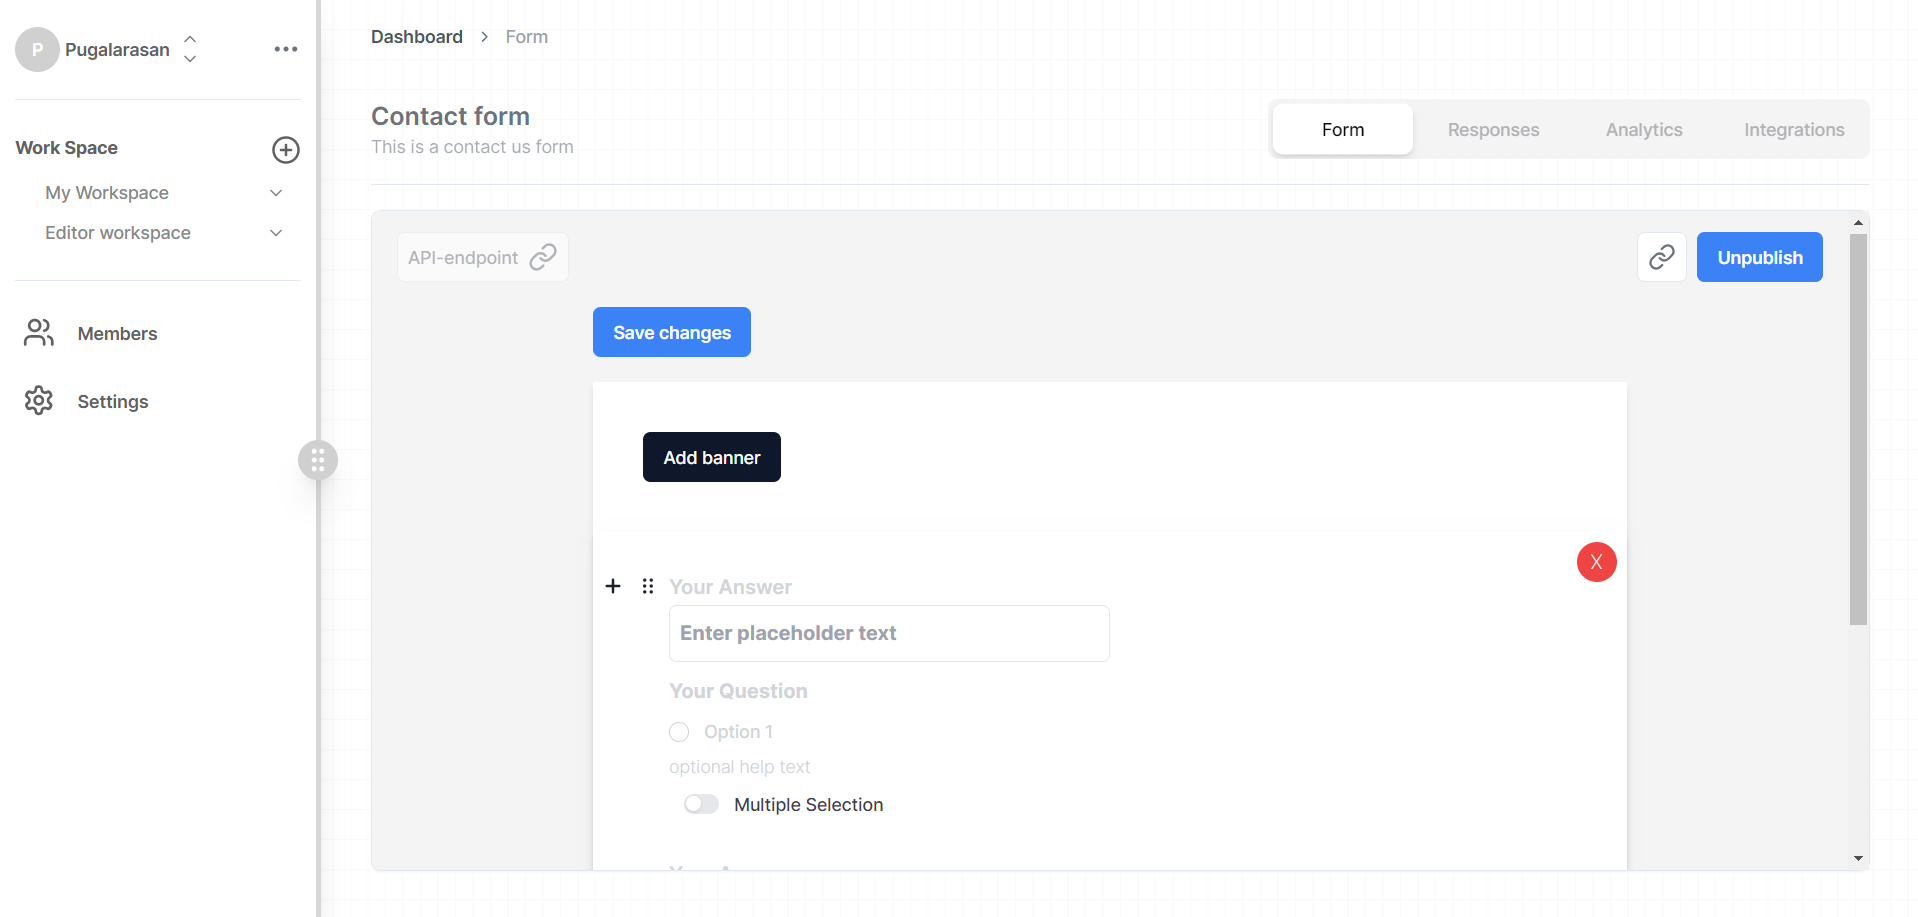 P Pugalarasan
Work Space
My Workspace
Editor workspace
Members
Settings
Dashboard > Form
Contact form
This is a contact us form
Form Responses Analytics Integrations
API-endpoint
Unpublish
Save changes
Add banner
X
Your Answer
Enter placeholder text
Your Question
Option 1
optional help text
Multiple Selection